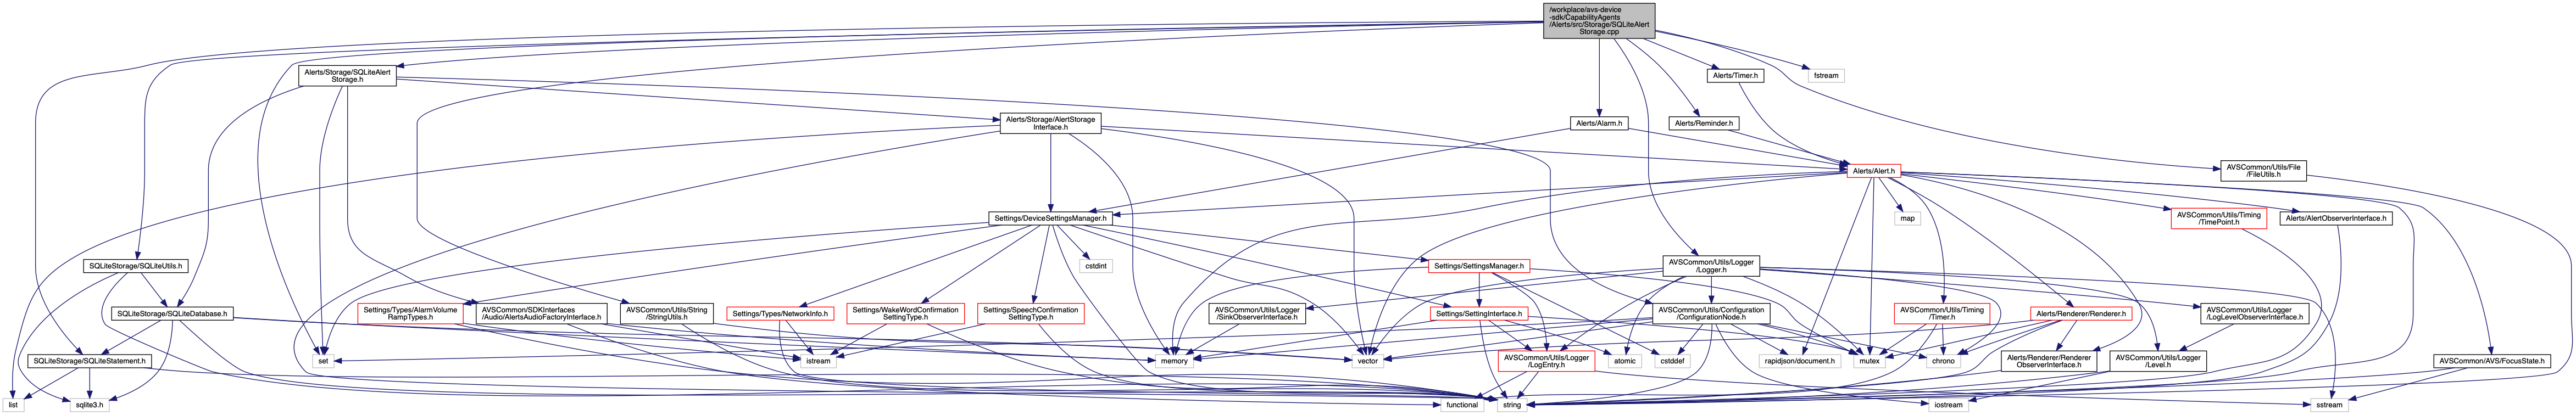 /workplace/avs-device
-sdk/CapabilityAgents
/Alerts/src/Storage/SQLiteAlert
Storage.cpp
Alerts/Storage/SQLiteAlert
Storage.h
Alerts/Timer.h
fstream
Alerts/Storage/AlertStorage
Interface.h
Alerts/Alarm.h
Alerts/Reminder.h
Alerts/Alert.h
AVSCommon/Utils/File
/FileUtils.h
Settings/DeviceSettingsManager.h
map
AVSCommon/Utils/Timing
/TimePoint.h
Alerts/AlertObserverInterface.h
SQLiteStorage/SQLiteUtils.h
cstdint
Settings/SettingsManager.h
AVSCommon/Utils/Logger
/Logger.h
SQLiteStorage/SQLiteDatabase.h
Settings/Types/AlarmVolume
RampTypes.h
AVSCommon/SDKInterfaces
/Audio/AlertsAudioFactoryInterface.h
AVSCommon/Utils/String
/StringUtils.h
Settings/Types/NetworkInfo.h
Settings/WakeWordConfirmation
SettingType.h
Settings/SpeechConfirmation
SettingType.h
AVSCommon/Utils/Logger
/SinkObserverInterface.h
Settings/SettingInterface.h
AVSCommon/Utils/Configuration
/ConfigurationNode.h
AVSCommon/Utils/Timing
/Timer.h
Alerts/Renderer/Renderer.h
AVSCommon/Utils/Logger
/LogLevelObserverInterface.h
SQLiteStorage/SQLiteStatement.h
set
istream
memory
vector
AVSCommon/Utils/Logger
/LogEntry.h
atomic
cstddef
rapidjson/document.h
mutex
chrono
Alerts/Renderer/Renderer
ObserverInterface.h
AVSCommon/Utils/Logger
/Level.h
AVSCommon/AVS/FocusState.h
list
sqlite3.h
functional
string
iostream
sstream